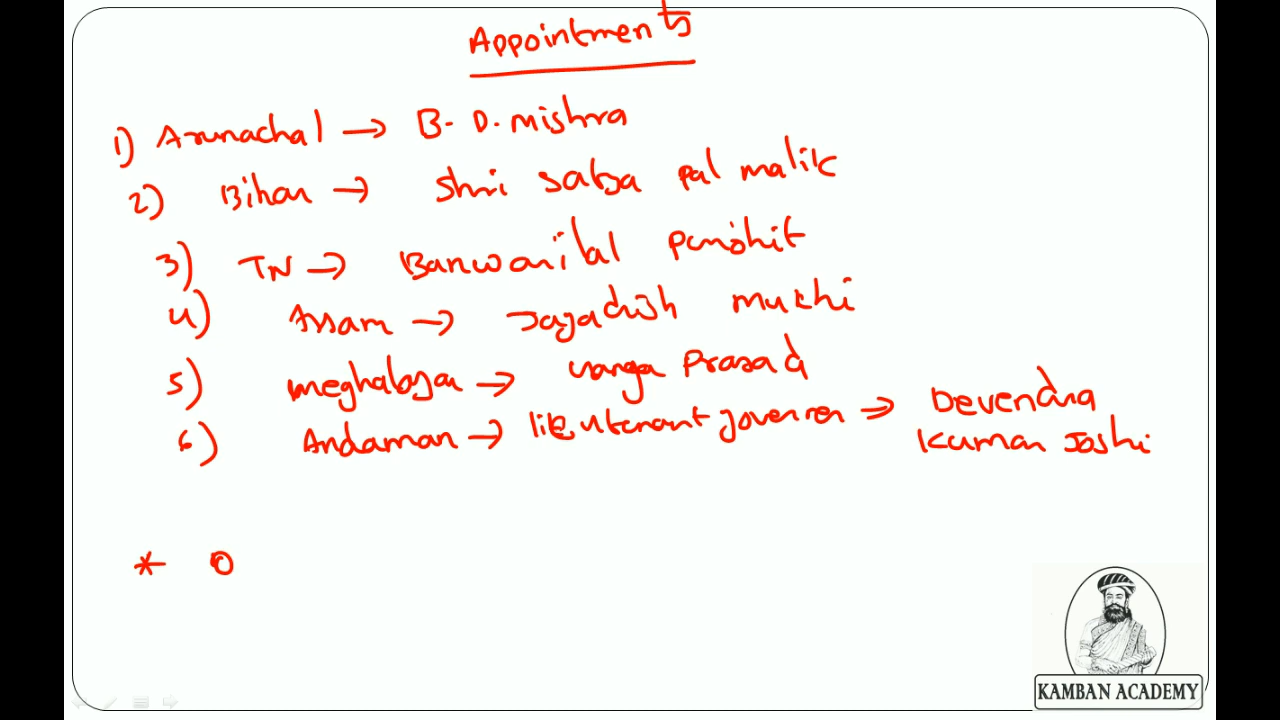 Appointments
1) Arunachal → B. D. mishra
2) Bihar → Shri satya pal malik
3) TN → Banwarilal purohit
4) Assam → Jagadish mukhi
5) meghalaya → Ganga Prasad
6) Andaman → lieutenant governer ⇒ Devendra
Kumar Joshi
*
KAMBAN ACADEMY